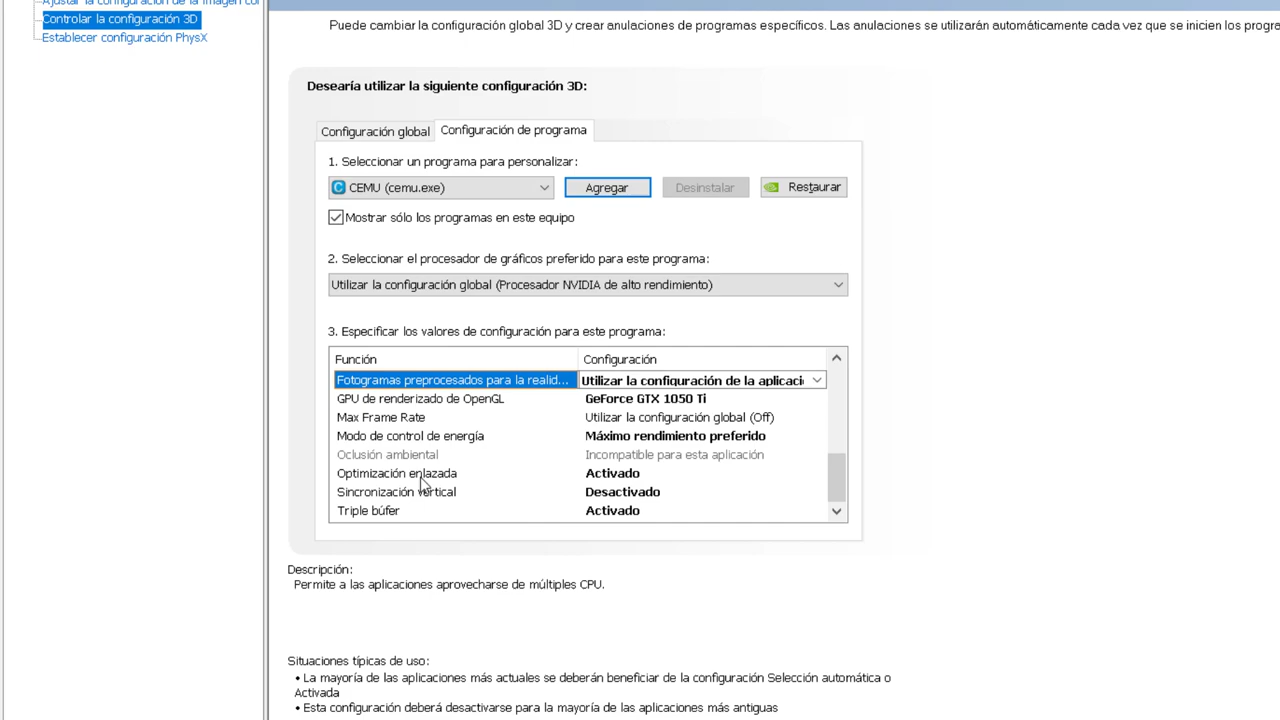 Ajustar la configuración de la imagen con
Controlar la configuración 3D
Establecer configuración PhysX
Puede cambiar la configuración global 3D y crear anulaciones de programas específicos. Las anulaciones se utilizarán automáticamente cada vez que se inicien los progra
Desearía utilizar la siguiente configuración 3D:
Configuración global
Configuración de programa
1. Seleccionar un programa para personalizar:
CEMU (cemu.exe)
Agregar
Desinstalar
Restaurar
Mostrar sólo los programas en este equipo
2. Seleccionar el procesador de gráficos preferido para este programa:
Utilizar la configuración global (Procesador NVIDIA de alto rendimiento)
3. Especificar los valores de configuración para este programa:
Función Configuración
Fotogramas preprocesados para la realid... Utilizar la configuración de la aplicaci
GPU de renderizado de OpenGL GeForce GTX 1050 Ti
Max Frame Rate Utilizar la configuración global (Off)
Modo de control de energía Máximo rendimiento preferido
Oclusión ambiental Incompatible para esta aplicación
Optimización enlazada Activado
Sincronización vertical Desactivado
Triple búfer Activado
Descripción:
Permite a las aplicaciones aprovecharse de múltiples CPU.
Situaciones típicas de uso:
• La mayoría de las aplicaciones más actuales se deberán beneficiar de la configuración Selección automática o
Activada
• Esta configuración deberá desactivarse para la mayoría de las aplicaciones más antiguas